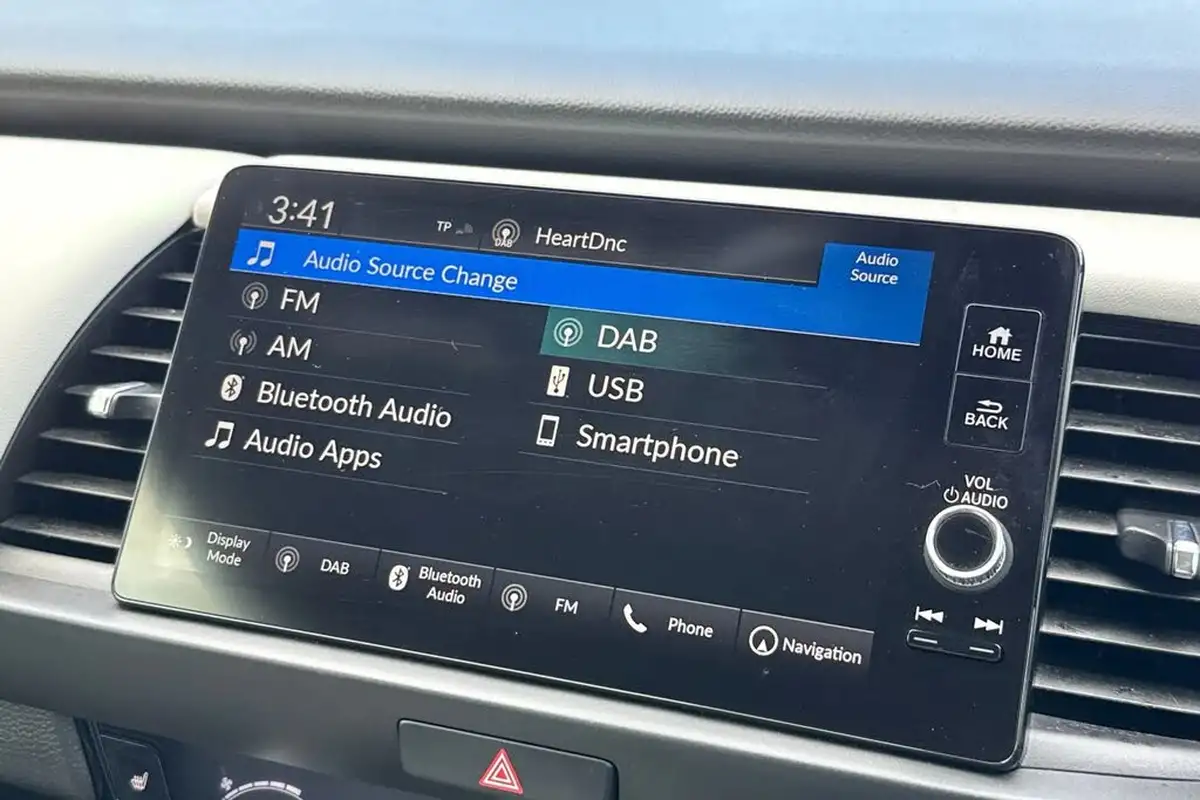 3:41
TP
DAB
HeartDnc
Audio
Source
Audio Source Change
FM
DAB
AM
USB
Bluetooth Audio
Smartphone
Audio Apps
HOME
BACK
VOL
AUDIO
Display
Mode
DAB
Bluetooth
Audio
FM
Phone
Navigation